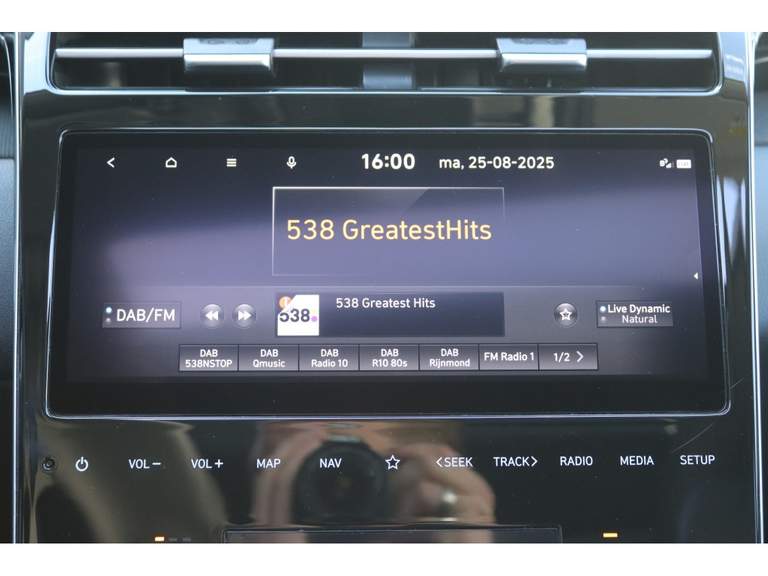 16:00 ma, 25-08-2025
538 GreatestHits
DAB/FM
538
538 Greatest Hits
Live Dynamic
Natural
DAB
538NSTOP
DAB
Qmusic
DAB
Radio 10
DAB
R10 80s
DAB
Rijnmond
FM Radio 1
1/2 >
VOL− VOL+ MAP NAV <SEEK TRACK> RADIO MEDIA SETUP